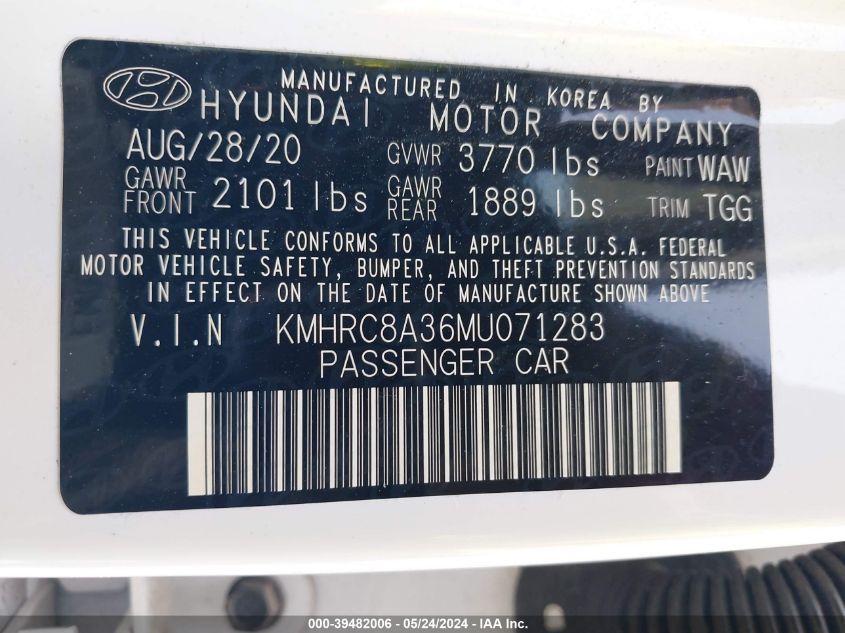 MANUFACTURED IN KOREA BY
HYUNDAI MOTOR COMPANY
AUG/28/20 GVWR 3770 lbs PAINT WAW
GAWR FRONT 2101 lbs GAWR REAR 1889 lbs TRIM TGG
THIS VEHICLE CONFORMS TO ALL APPLICABLE U.S.A. FEDERAL
MOTOR VEHICLE SAFETY, BUMPER, AND THEFT PREVENTION STANDARDS
IN EFFECT ON THE DATE OF MANUFACTURE SHOWN ABOVE
V.I.N KMHRC8A36MU071283
PASSENGER CAR
000-39482006 - 05/24/2024 - IAA Inc.